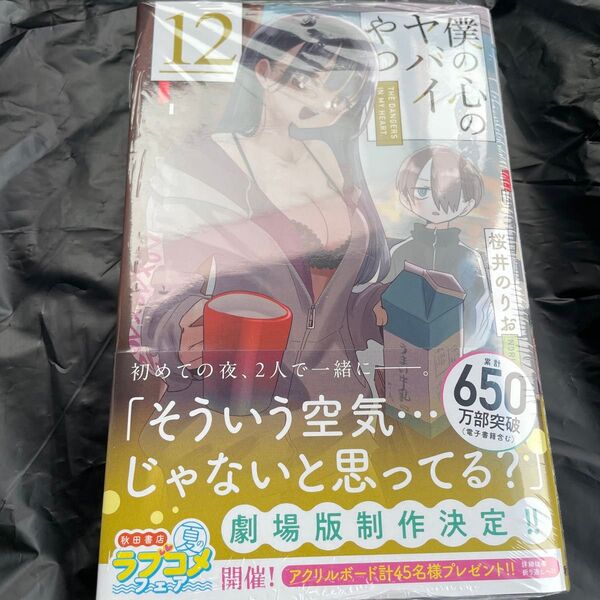 12
僕の心の
ヤバイ
やつ
THE DANGERS
IN MY HEART.
桜井のりお
初めての夜、2人で一緒に――。
「そういう空気…
じゃないと思ってる?」
累計
650
万部突破
(電子書籍含む)
劇場版制作決定!!
秋田書店
夏の
ラブコメ
フェア
開催!
アクリルボード計45名様プレゼント!!